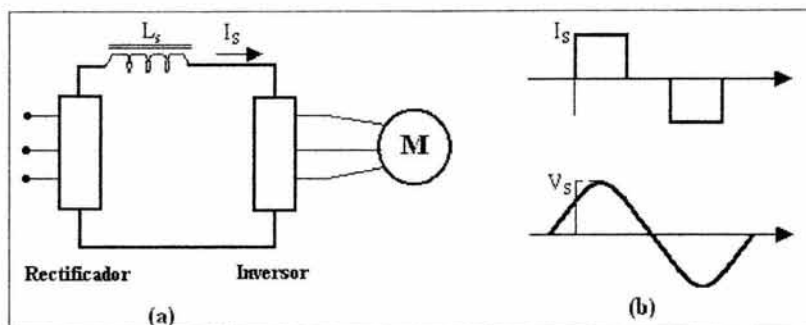 Ls Is
M
Rectificador Inversor
(a)
Is
Vs
(b)